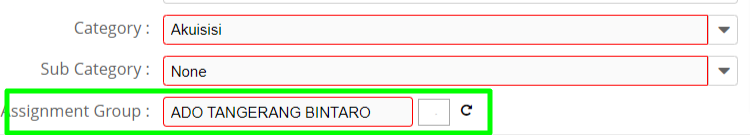 Category : Akuisisi
Sub Category : None
Assignment Group : ADO TANGERANG BINTARO